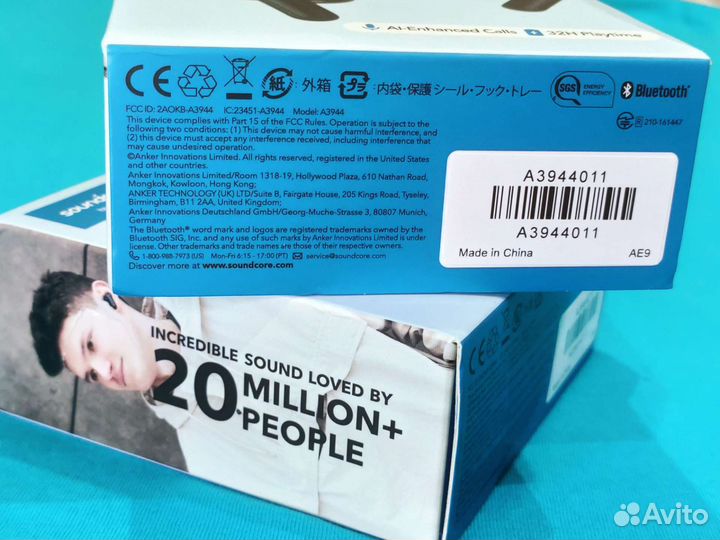 AI-Enhanced Calls 32H Playtime
CE 紙 外箱 プラ 内袋・保護シール・フック・トレー SGS ENERGY EFFICIENCY Bluetooth®
FCC ID: 2AOKB-A3944 IC:23451-A3944 Model: A3944
R 210-161447
This device complies with Part 15 of the FCC Rules. Operation is subject to the
following two conditions: (1) This device may not cause harmful interference, and
(2) this device must accept any interference received, including interference that
may cause undesired operation.
©Anker Innovations Limited. All rights reserved, registered in the United States
and other countries.
Anker Innovations Limited/Room 1318-19, Hollywood Plaza, 610 Nathan Road,
Mongkok, Kowloon, Hong Kong;
ANKER TECHNOLOGY (UK) LTD/Suite B, Fairgate House, 205 Kings Road, Tyseley,
Birmingham, B11 2AA, United Kingdom;
Anker Innovations Deutschland GmbH/Georg-Muche-Strasse 3, 80807 Munich,
Germany
The Bluetooth® word mark and logos are registered trademarks owned by the
Bluetooth SIG, Inc. and any use of such marks by Anker Innovations Limited is under
license. Other trademarks and trade names are those of their respective owners.
1-800-988-7973 (US) Mon-Fri 6:15 - 17:00 (PT) service@soundcore.com
Discover more at www.soundcore.com
A3944011
A3944011
Made in China AE9
soundcore
CE
INCREDIBLE SOUND LOVED BY
20 MILLION+
PEOPLE
Avito